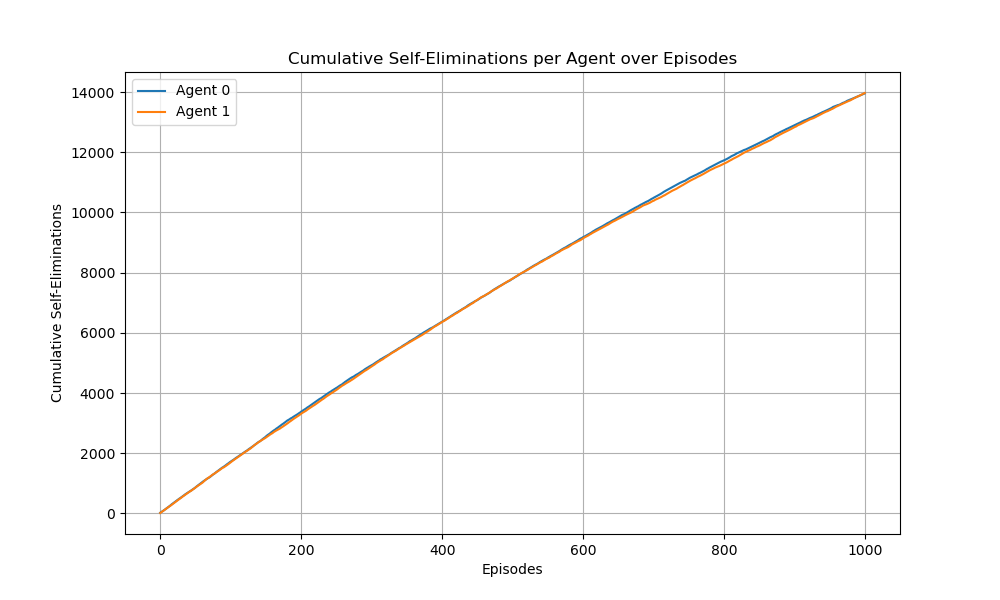 Cumulative Self-Eliminations per Agent over Episodes
Agent 0
Agent 1
14000
12000
10000
8000
6000
4000
2000
0
Cumulative Self-Eliminations
0 200 400 600 800 1000
Episodes